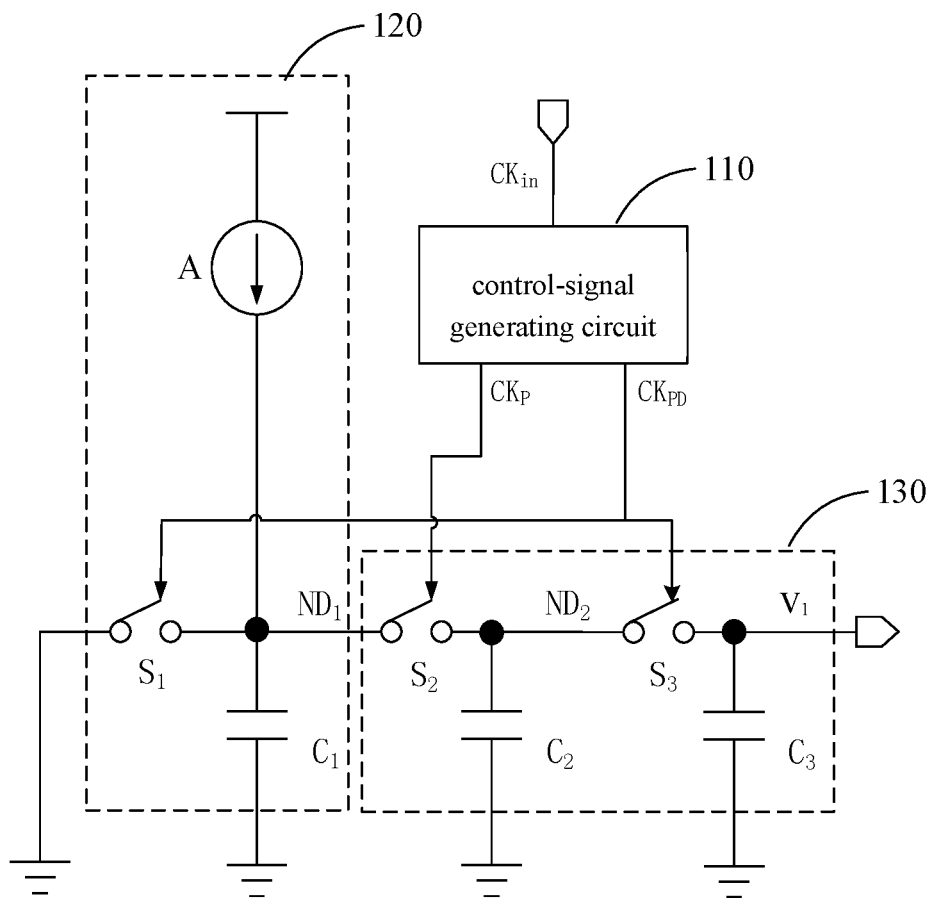 120
CKin
110
A
control-signal
generating circuit
CKP
CKPD
130
ND1
ND2
V1
S1
S2
S3
C1
C2
C3